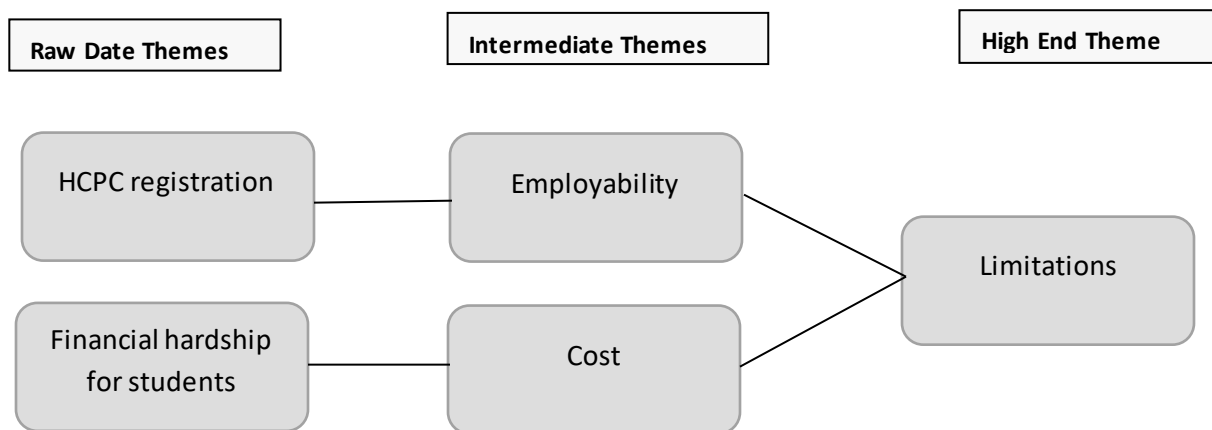 Raw Date Themes
Intermediate Themes
High End Theme
HCPC registration
Employability
Limitations
Financial hardship
for students
Cost